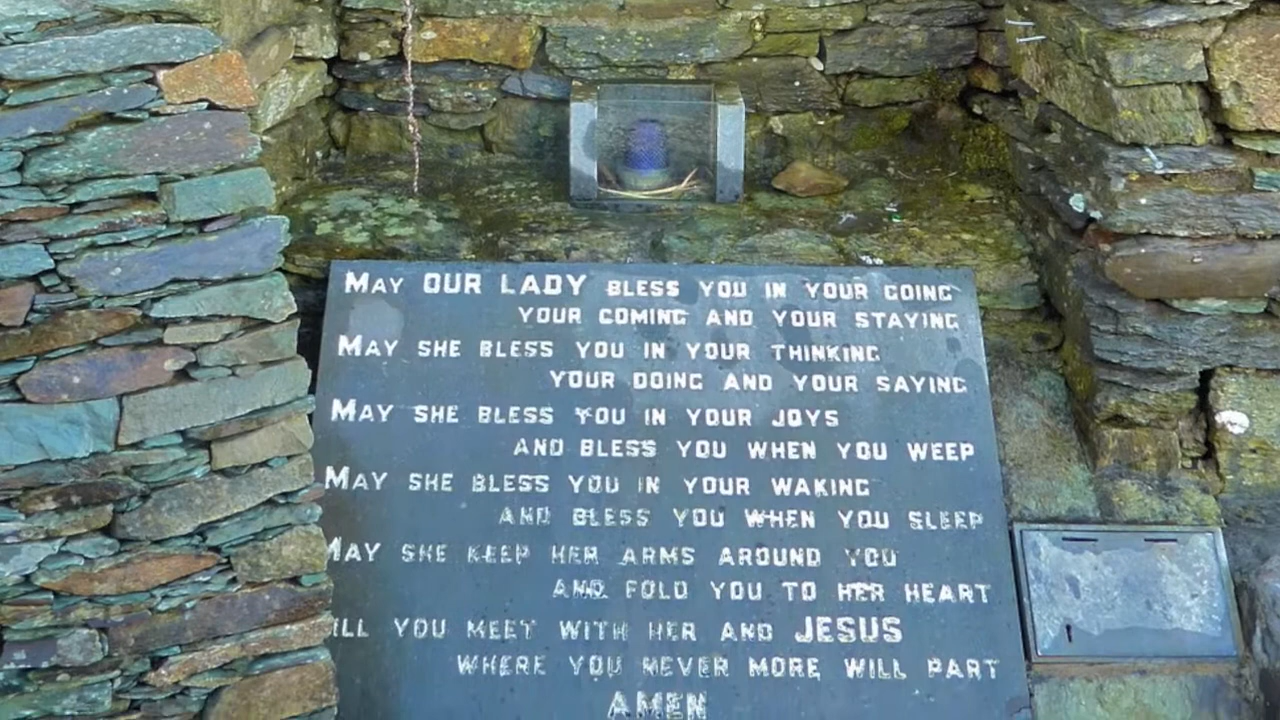 MAY OUR LADY BLESS YOU IN YOUR GOING
YOUR COMING AND YOUR STAYING
MAY SHE BLESS YOU IN YOUR THINKING
YOUR DOING AND YOUR SAYING
MAY SHE BLESS YOU IN YOUR JOYS
AND BLESS YOU WHEN YOU WEEP
MAY SHE BLESS YOU IN YOUR WAKING
AND BLESS YOU WHEN YOU SLEEP
MAY SHE KEEP HER ARMS AROUND YOU
AND FOLD YOU TO HER HEART
ILL YOU MEET WITH HER AND JESUS
WHERE YOU NEVER MORE WILL PART
AMEN